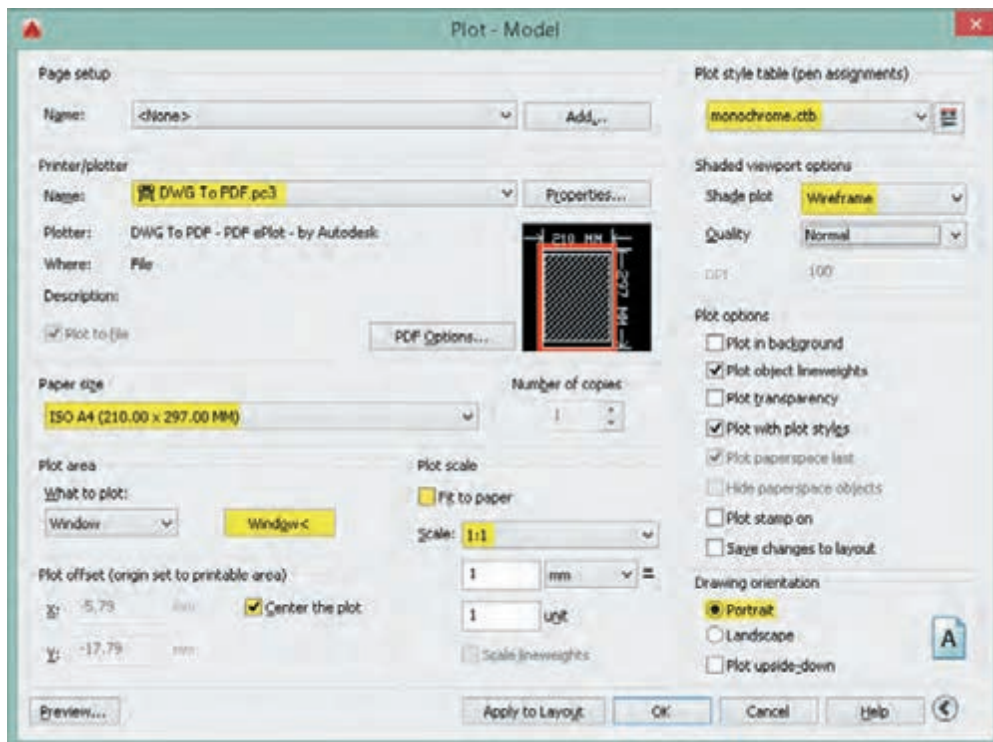 Plot - Model
Page setup
Name: <None> Add...
Printer/plotter
Name: DWG To PDF.pc3 Properties...
Plotter: DWG To PDF - PDF ePlot - by Autodesk
Where: File
Description:
Plot to file
PDF Options...
210 MM
297 MM
Paper size
ISO A4 (210.00 x 297.00 MM)
Number of copies
1
Plot area
What to plot:
Window Window<
Plot offset (origin set to printable area)
X: -5.79 mm Center the plot
Y: -17.79 mm
Plot scale
Fit to paper
Scale: 1:1
1 mm =
1 unit
Scale lineweights
Plot style table (pen assignments)
monochrome.ctb
Shaded viewport options
Shade plot Wireframe
Quality Normal
DPI 100
Plot options
Plot in background
Plot object lineweights
Plot transparency
Plot with plot styles
Plot paperspace last
Hide paperspace objects
Plot stamp on
Save changes to layout
Drawing orientation
Portrait
Landscape
Plot upside-down
A
Preview... Apply to Layout OK Cancel Help